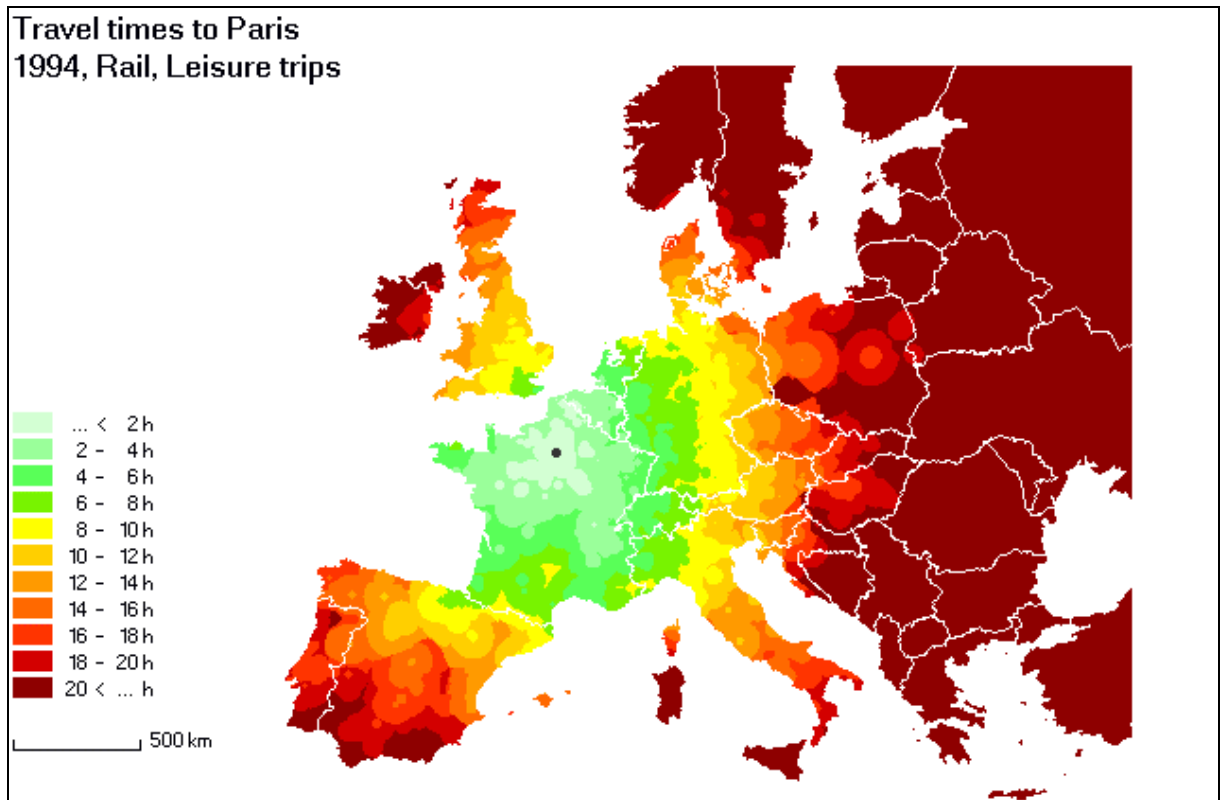 Travel times to Paris
1994, Rail, Leisure trips
... < 2 h
2 - 4 h
4 - 6 h
6 - 8 h
8 - 10 h
10 - 12 h
12 - 14 h
14 - 16 h
16 - 18 h
18 - 20 h
20 < ... h
500 km